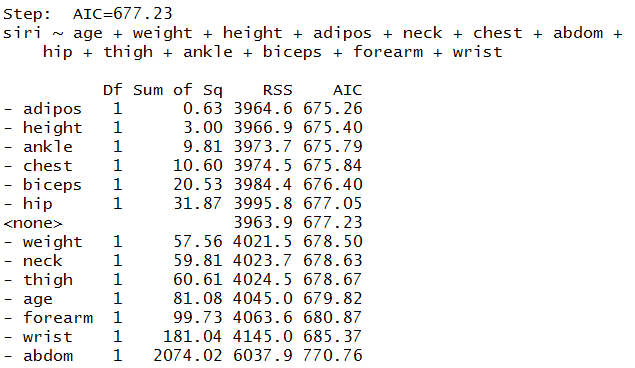 Step:  AIC=677.23
siri ~ age + weight + height + adipos + neck + chest + abdom +
    hip + thigh + ankle + biceps + forearm + wrist

          Df Sum of Sq    RSS    AIC
- adipos   1      0.63 3964.6 675.26
- height   1      3.00 3966.9 675.40
- ankle    1      9.81 3973.7 675.79
- chest    1     10.60 3974.5 675.84
- biceps   1     20.53 3984.4 676.40
- hip      1     31.87 3995.8 677.05
<none>                 3963.9 677.23
- weight   1     57.56 4021.5 678.50
- neck     1     59.81 4023.7 678.63
- thigh    1     60.61 4024.5 678.67
- age      1     81.08 4045.0 679.82
- forearm  1     99.73 4063.6 680.87
- wrist    1    181.04 4145.0 685.37
- abdom    1   2074.02 6037.9 770.76